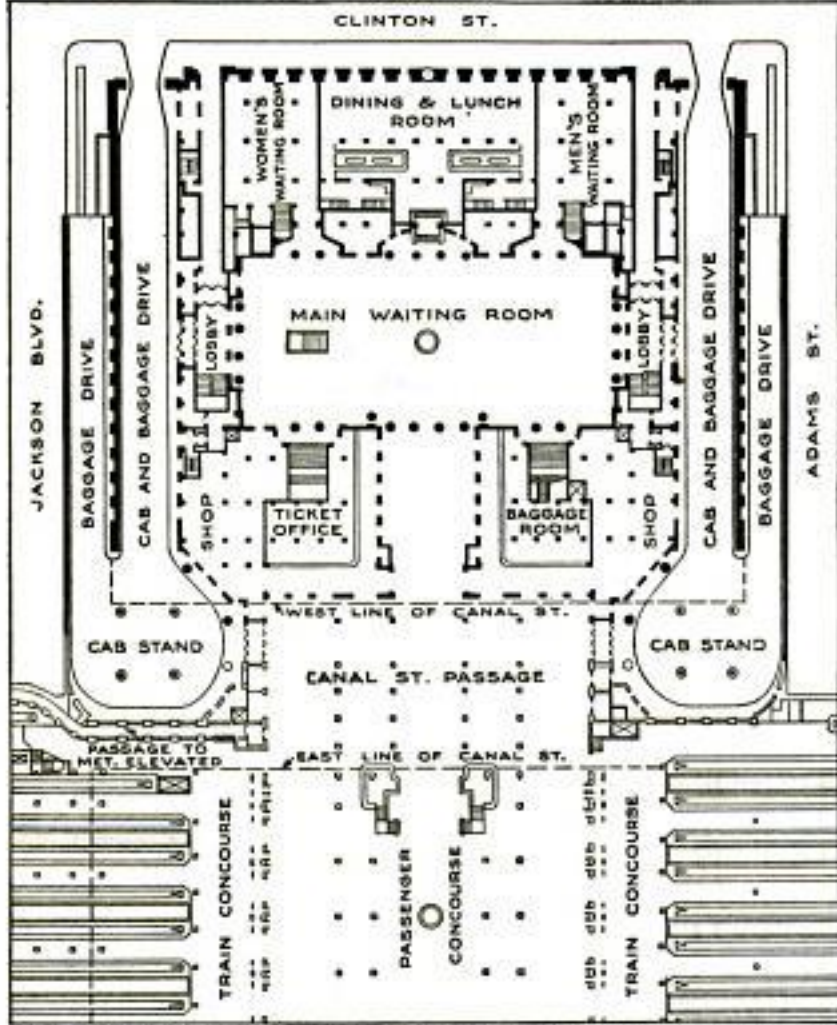 CLINTON ST.
WOMEN'S
WAITING ROOM
DINING & LUNCH
ROOM
MEN'S
WAITING ROOM
JACKSON BLVD.
BAGGAGE DRIVE
CAB AND BAGGAGE DRIVE
LOBBY
MAIN WAITING ROOM
LOBBY
CAB AND BAGGAGE DRIVE
BAGGAGE DRIVE
ADAMS ST.
SHOP
TICKET
OFFICE
BAGGAGE
ROOM
SHOP
WEST LINE OF CANAL ST.
CAB STAND
CAB STAND
CANAL ST. PASSAGE
PASSAGE TO
MET. ELEVATED
EAST LINE OF CANAL ST.
TRAIN CONCOURSE
PASSENGER
CONCOURSE
TRAIN CONCOURSE